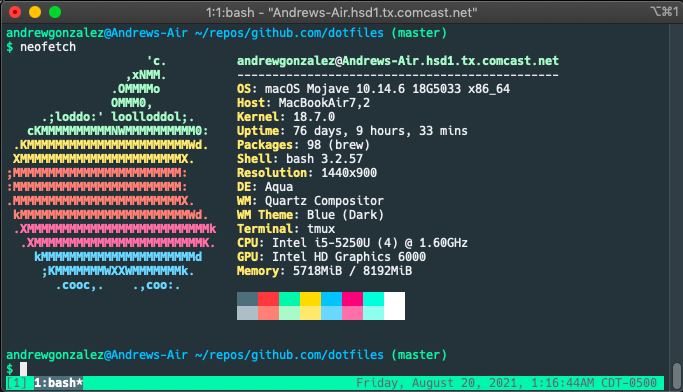 1:1:bash - "Andrews-Air.hsd1.tx.comcast.net" ⌥⌘1
andrewgonzalez@Andrews-Air ~/repos/github.com/dotfiles (master)
$ neofetch
'c. andrewgonzalez@Andrews-Air.hsd1.tx.comcast.net
,xNMM. ----------------------------------------------
.OMMMMo OS: macOS Mojave 10.14.6 18G5033 x86_64
OMMM0, Host: MacBookAir7,2
.;loddo:' loolloddol;. Kernel: 18.7.0
cKMMMMMMMMMMNWMMMMMMMMMM0: Uptime: 76 days, 9 hours, 33 mins
.KMMMMMMMMMMMMMMMMMMMMMMMWd. Packages: 98 (brew)
XMMMMMMMMMMMMMMMMMMMMMMMX. Shell: bash 3.2.57
;MMMMMMMMMMMMMMMMMMMMMMMM: Resolution: 1440x900
:MMMMMMMMMMMMMMMMMMMMMMMM: DE: Aqua
.MMMMMMMMMMMMMMMMMMMMMMMMX. WM: Quartz Compositor
kMMMMMMMMMMMMMMMMMMMMMMMMWd. WM Theme: Blue (Dark)
.XMMMMMMMMMMMMMMMMMMMMMMMMMMk Terminal: tmux
.XMMMMMMMMMMMMMMMMMMMMMMMMK. CPU: Intel i5-5250U (4) @ 1.60GHz
kMMMMMMMMMMMMMMMMMMMMMMd GPU: Intel HD Graphics 6000
;KMMMMMMMWXXWMMMMMMMk. Memory: 5718MiB / 8192MiB
.cooc,. .,coo:.
andrewgonzalez@Andrews-Air ~/repos/github.com/dotfiles (master)
$
[1] 1:bash* Friday, August 20, 2021, 1:16:44AM CDT-0500